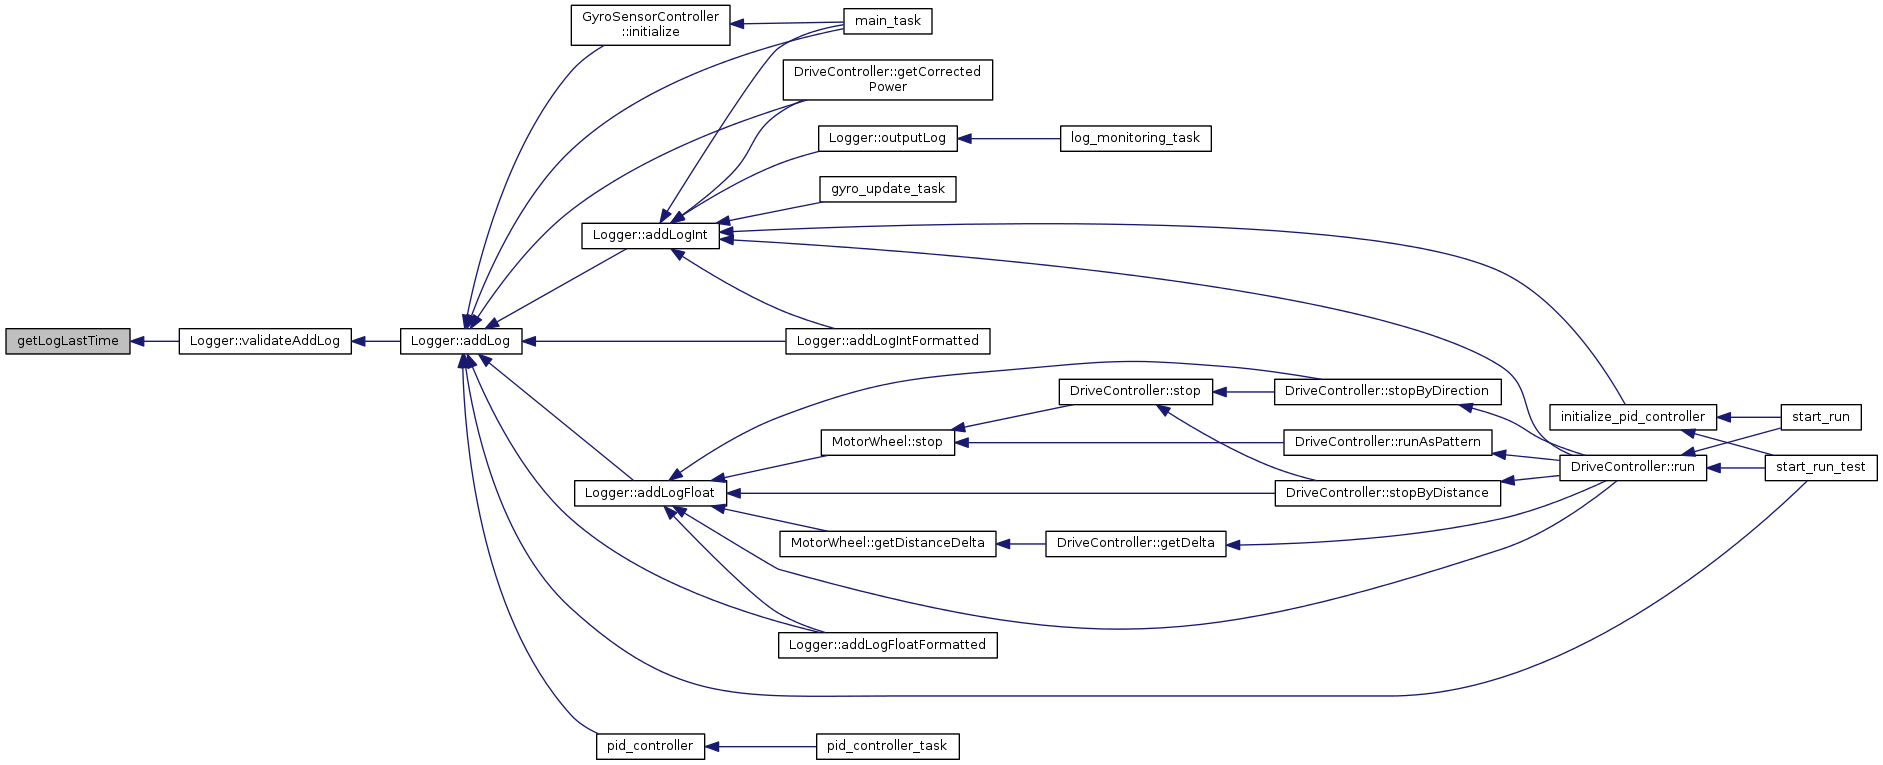 GyroSensorController
::initialize
main_task
DriveController::getCorrected
Power
Logger::outputLog
log_monitoring_task
gyro_update_task
Logger::addLogInt
getLogLastTime
Logger::validateAddLog
Logger::addLog
Logger::addLogIntFormatted
DriveController::stop
DriveController::stopByDirection
initialize_pid_controller
start_run
MotorWheel::stop
DriveController::runAsPattern
DriveController::run
start_run_test
Logger::addLogFloat
DriveController::stopByDistance
MotorWheel::getDistanceDelta
DriveController::getDelta
Logger::addLogFloatFormatted
pid_controller
pid_controller_task